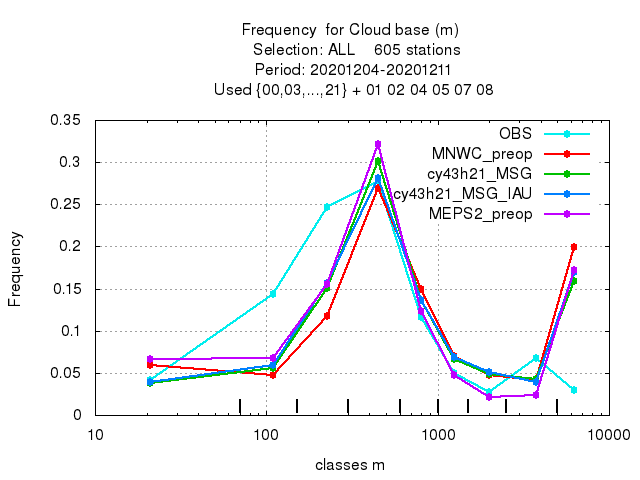 Frequency  for Cloud base (m)
Selection: ALL    605 stations
Period: 20201204-20201211
Used {00,03,...,21} + 01 02 04 05 07 08
0.35
0.3
0.25
0.2
0.15
0.1
0.05
0
Frequency
OBS
MNWC_preop
cy43h21_MSG
cy43h21_MSG_IAU
MEPS2_preop
10
100
1000
10000
classes m